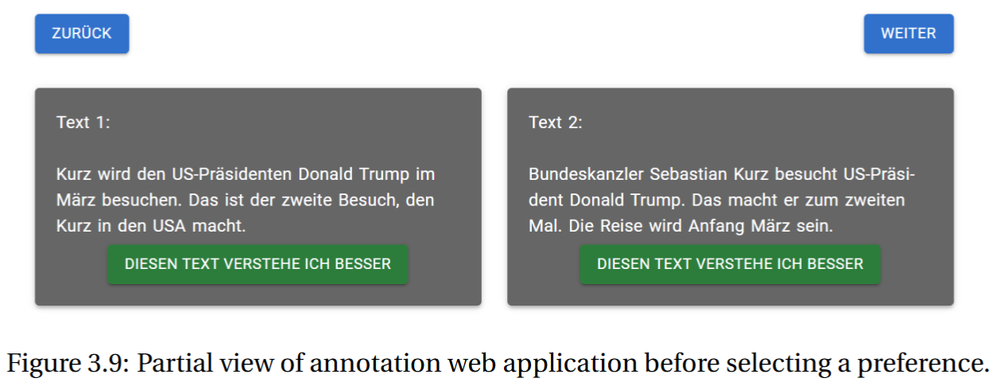 ZURÜCK
WEITER
Text 1:
Kurz wird den US-Präsidenten Donald Trump im
März besuchen. Das ist der zweite Besuch, den
Kurz in den USA macht.
DIESEN TEXT VERSTEHE ICH BESSER
Text 2:
Bundeskanzler Sebastian Kurz besucht US-Präsi-
dent Donald Trump. Das macht er zum zweiten
Mal. Die Reise wird Anfang März sein.
DIESEN TEXT VERSTEHE ICH BESSER
Figure 3.9: Partial view of annotation web application before selecting a preference.